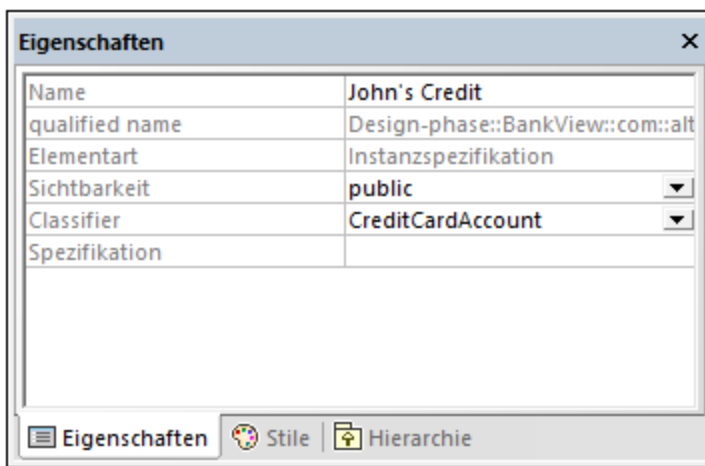 Eigenschaften
Name John's Credit
qualified name Design-phase::BankView::com::alt
Elementart Instanzspezifikation
Sichtbarkeit public
Classifier CreditCardAccount
Spezifikation
Eigenschaften Stile Hierarchie